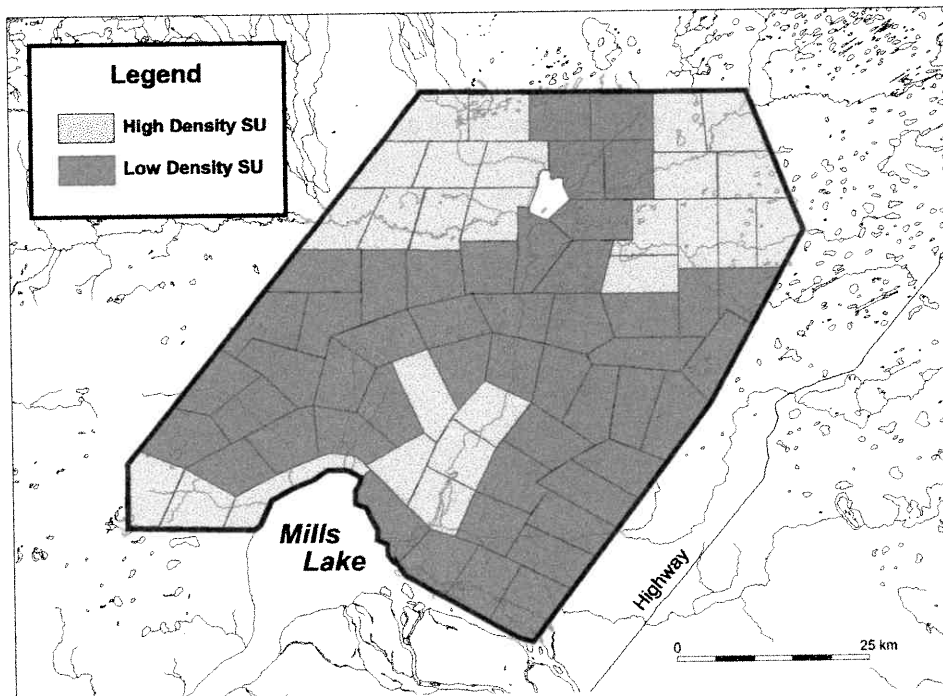 Legend
High Density SU
Low Density SU
Mills
Lake
Highway
0 25 km